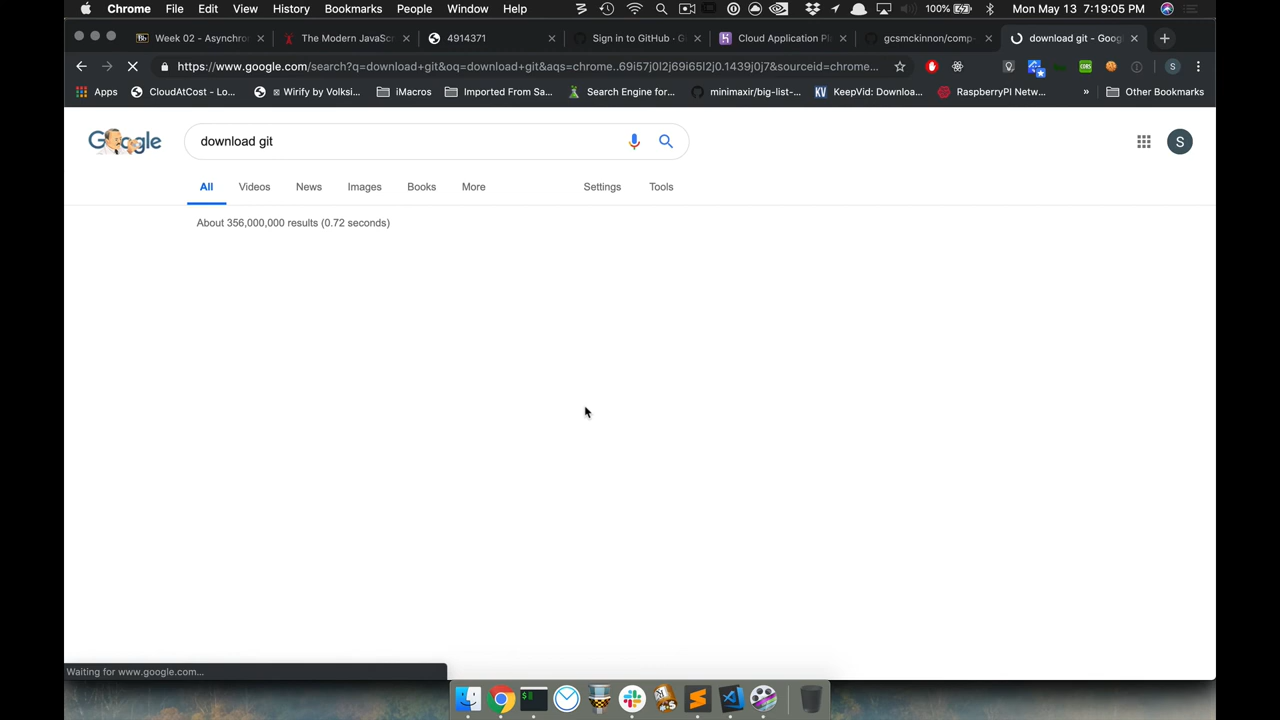 Chrome File Edit View History Bookmarks People Window Help 100% Mon May 13 7:19:05 PM
Week 02 - Asynchro The Modern JavaScr 4914371 Sign in to GitHub · G Cloud Application Pl gcsmckinnon/comp- download git - Goog
https://www.google.com/search?q=download+git&oq=download+git&aqs=chrome..69i57j0l2j69i65l2j0.1439j0j7&sourceid=chrome... S
Apps CloudAtCost - Lo... Wirify by Volksi... iMacros Imported From Sa... Search Engine for... minimaxir/big-list-... KV KeepVid: Downloa... RaspberryPI Netw... » Other Bookmarks
Google download git S
All Videos News Images Books More Settings Tools
About 356,000,000 results (0.72 seconds)
Waiting for www.google.com...